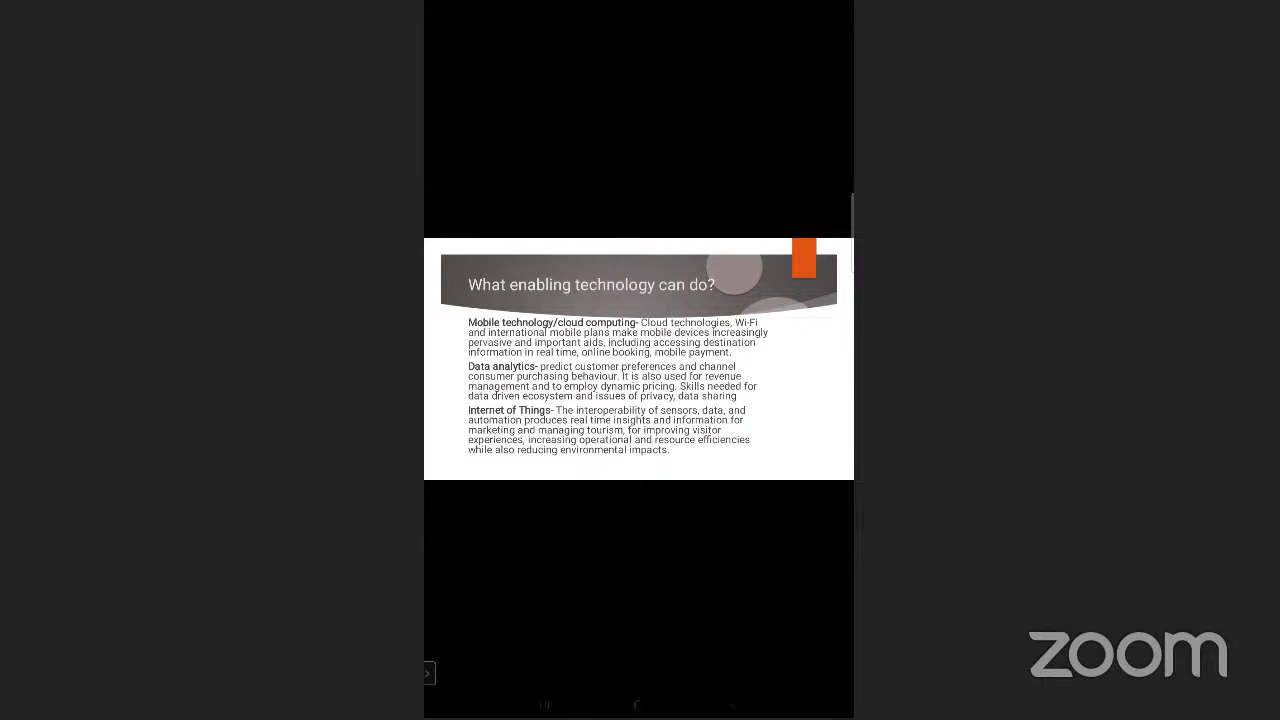 What enabling technology can do?
Mobile technology/cloud computing- Cloud technologies, Wi-Fi
and international mobile plans make mobile devices increasingly
pervasive and important aids, including accessing destination
information in real time, online booking, mobile payment.
Data analytics- predict customer preferences and channel
consumer purchasing behaviour. It is also used for revenue
management and to employ dynamic pricing. Skills needed for
data driven ecosystem and issues of privacy, data sharing
Internet of Things- The interoperability of sensors, data, and
automation produces real time insights and information for
marketing and managing tourism, for improving visitor
experiences, increasing operational and resource efficiencies
while also reducing environmental impacts.
zoom